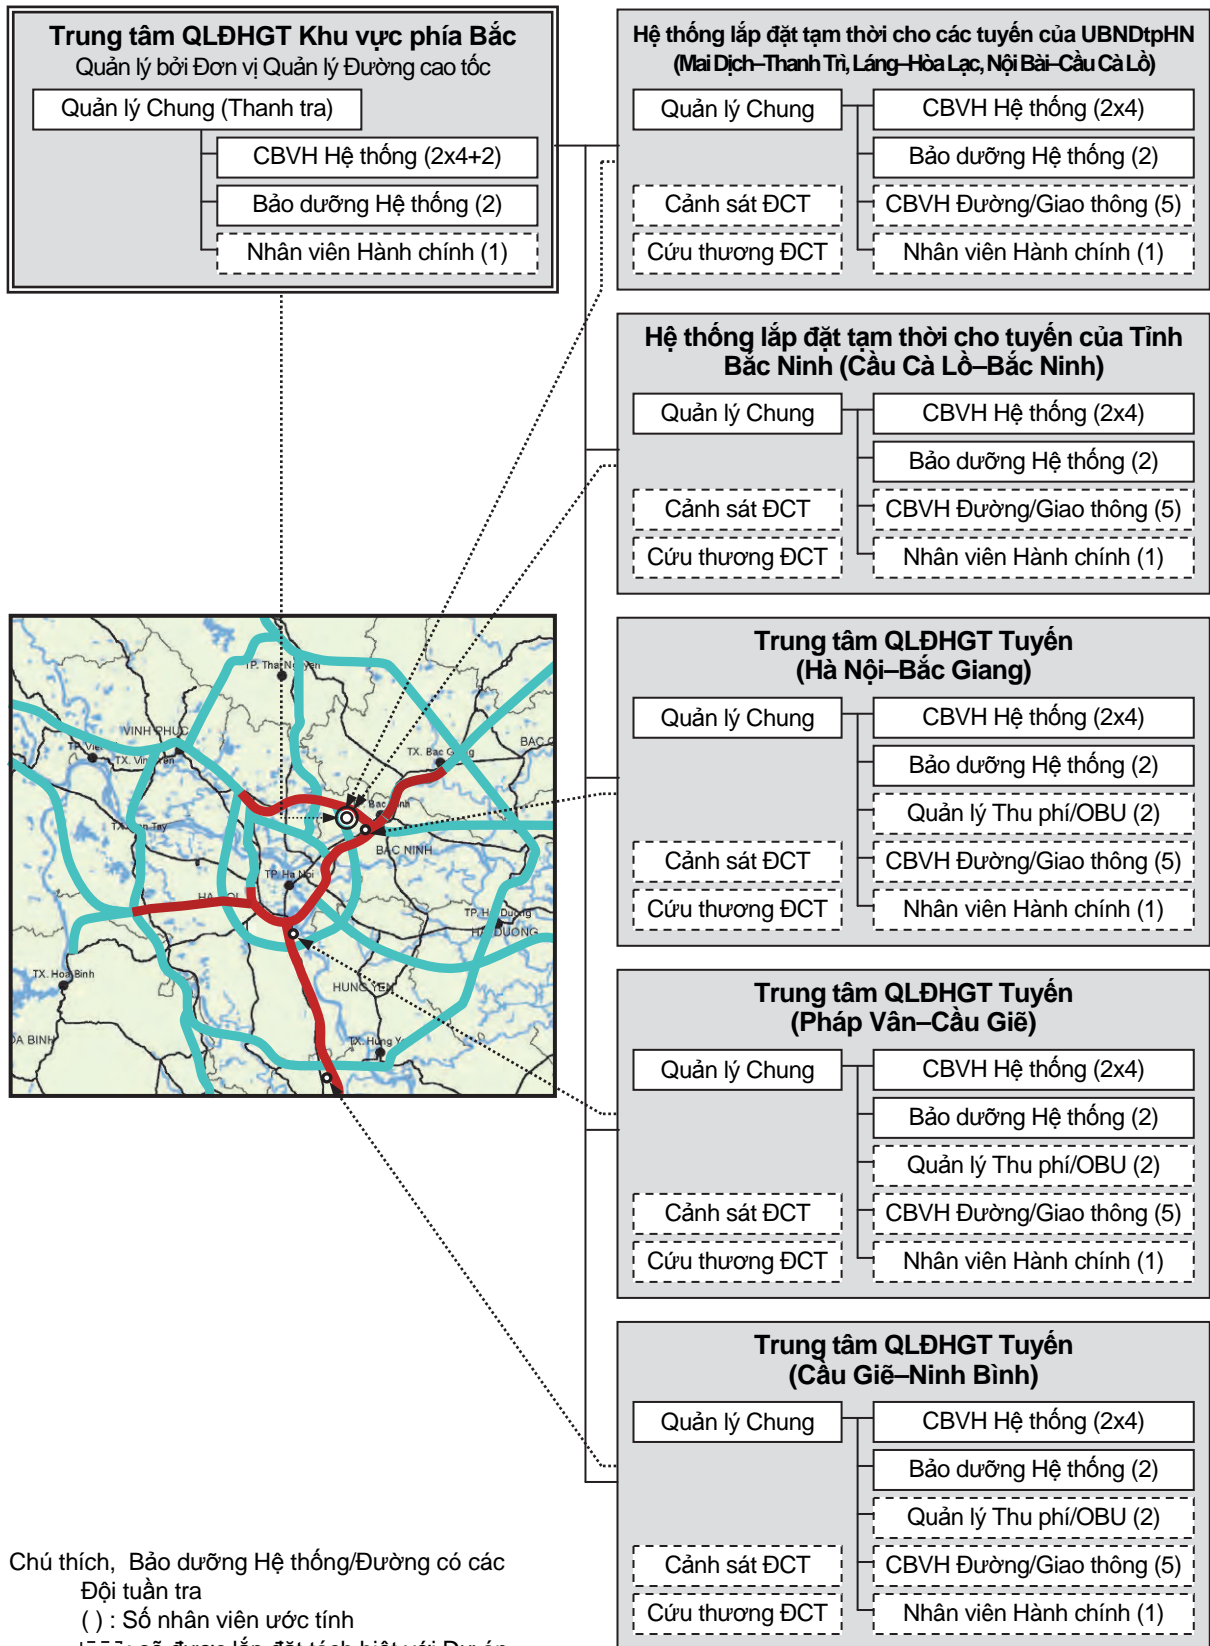 Trung tâm QLĐHGT Khu vực phía Bắc
Quản lý bởi Đơn vị Quản lý Đường cao tốc
Quản lý Chung (Thanh tra)
CBVH Hệ thống (2x4+2)
Bảo dưỡng Hệ thống (2)
Nhân viên Hành chính (1)
Hệ thống lắp đặt tạm thời cho các tuyến của UBNDtpHN
(Mai Dịch–Thanh Trì, Láng–Hòa Lạc, Nội Bài–Cầu Cà Lồ)
Quản lý Chung
CBVH Hệ thống (2x4)
Bảo dưỡng Hệ thống (2)
Cảnh sát ĐCT
CBVH Đường/Giao thông (5)
Cứu thương ĐCT
Nhân viên Hành chính (1)
Hệ thống lắp đặt tạm thời cho tuyến của Tỉnh
Bắc Ninh (Cầu Cà Lồ–Bắc Ninh)
Quản lý Chung
CBVH Hệ thống (2x4)
Bảo dưỡng Hệ thống (2)
Cảnh sát ĐCT
CBVH Đường/Giao thông (5)
Cứu thương ĐCT
Nhân viên Hành chính (1)
Trung tâm QLĐHGT Tuyến
(Hà Nội–Bắc Giang)
Quản lý Chung
CBVH Hệ thống (2x4)
Bảo dưỡng Hệ thống (2)
Quản lý Thu phí/OBU (2)
Cảnh sát ĐCT
CBVH Đường/Giao thông (5)
Cứu thương ĐCT
Nhân viên Hành chính (1)
Trung tâm QLĐHGT Tuyến
(Pháp Vân–Cầu Giẽ)
Quản lý Chung
CBVH Hệ thống (2x4)
Bảo dưỡng Hệ thống (2)
Quản lý Thu phí/OBU (2)
Cảnh sát ĐCT
CBVH Đường/Giao thông (5)
Cứu thương ĐCT
Nhân viên Hành chính (1)
Trung tâm QLĐHGT Tuyến
(Cầu Giẽ–Ninh Bình)
Quản lý Chung
CBVH Hệ thống (2x4)
Bảo dưỡng Hệ thống (2)
Quản lý Thu phí/OBU (2)
Cảnh sát ĐCT
CBVH Đường/Giao thông (5)
Cứu thương ĐCT
Nhân viên Hành chính (1)
VINH PHUC
BAC NINH
TP. Ha Noi
HUNG YEN
TX. Hoa Binh
Chú thích, Bảo dưỡng Hệ thống/Đường có các
Đội tuần tra
( ) : Số nhân viên ước tính
: sẽ được lắp đặt tách biệt với Dự án